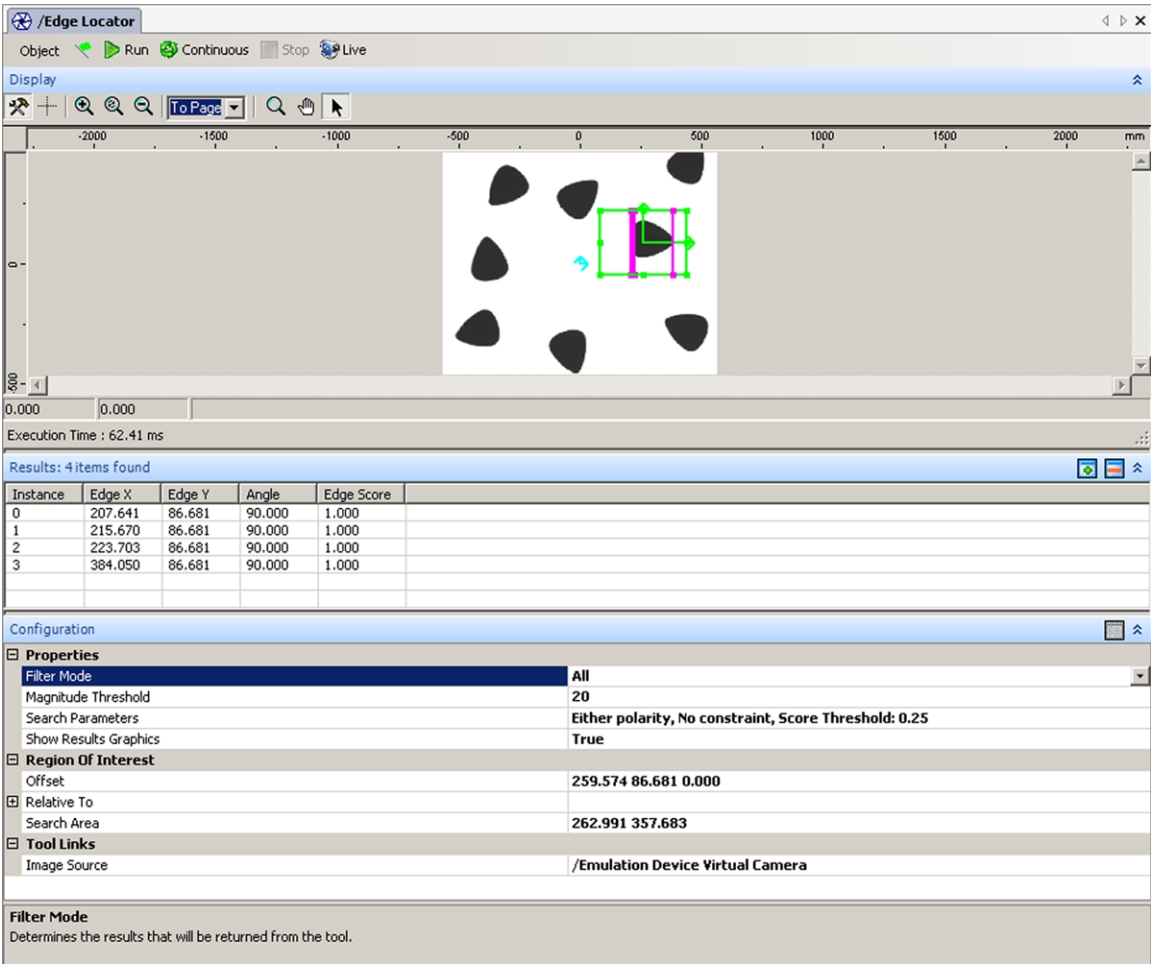 /Edge Locator
Object Run Continuous Stop Live
Display
To Page
-2000 -1500 -1000 -500 0 500 1000 1500 2000 mm
0
-500
0.000 0.000
Execution Time : 62.41 ms
Results: 4 items found
Instance Edge X Edge Y Angle Edge Score
0 207.641 86.681 90.000 1.000
1 215.670 86.681 90.000 1.000
2 223.703 86.681 90.000 1.000
3 384.050 86.681 90.000 1.000
Configuration
Properties
Filter Mode All
Magnitude Threshold 20
Search Parameters Either polarity, No constraint, Score Threshold: 0.25
Show Results Graphics True
Region Of Interest
Offset 259.574 86.681 0.000
Relative To
Search Area 262.991 357.683
Tool Links
Image Source /Emulation Device Virtual Camera
Filter Mode
Determines the results that will be returned from the tool.